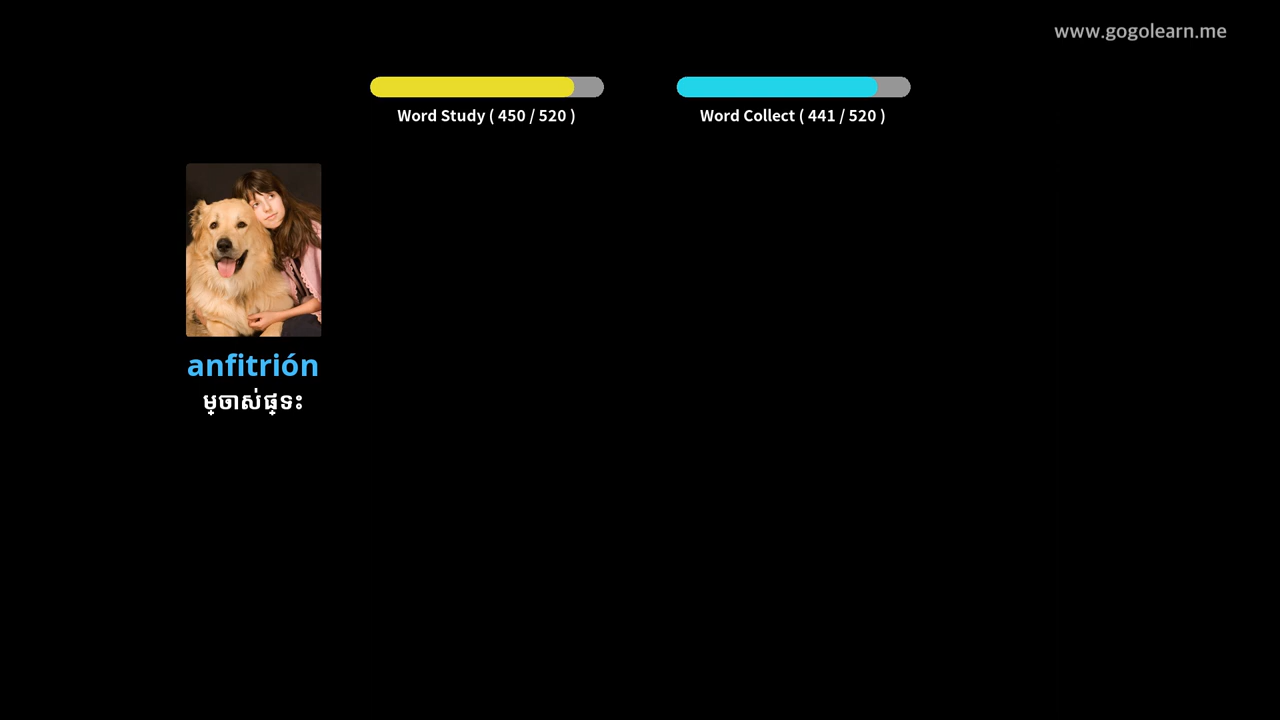 www.gogolearn.me
Word Study ( 450 / 520 )
Word Collect ( 441 / 520 )
anfitrión
ម្ចាស់ផ្ទះ